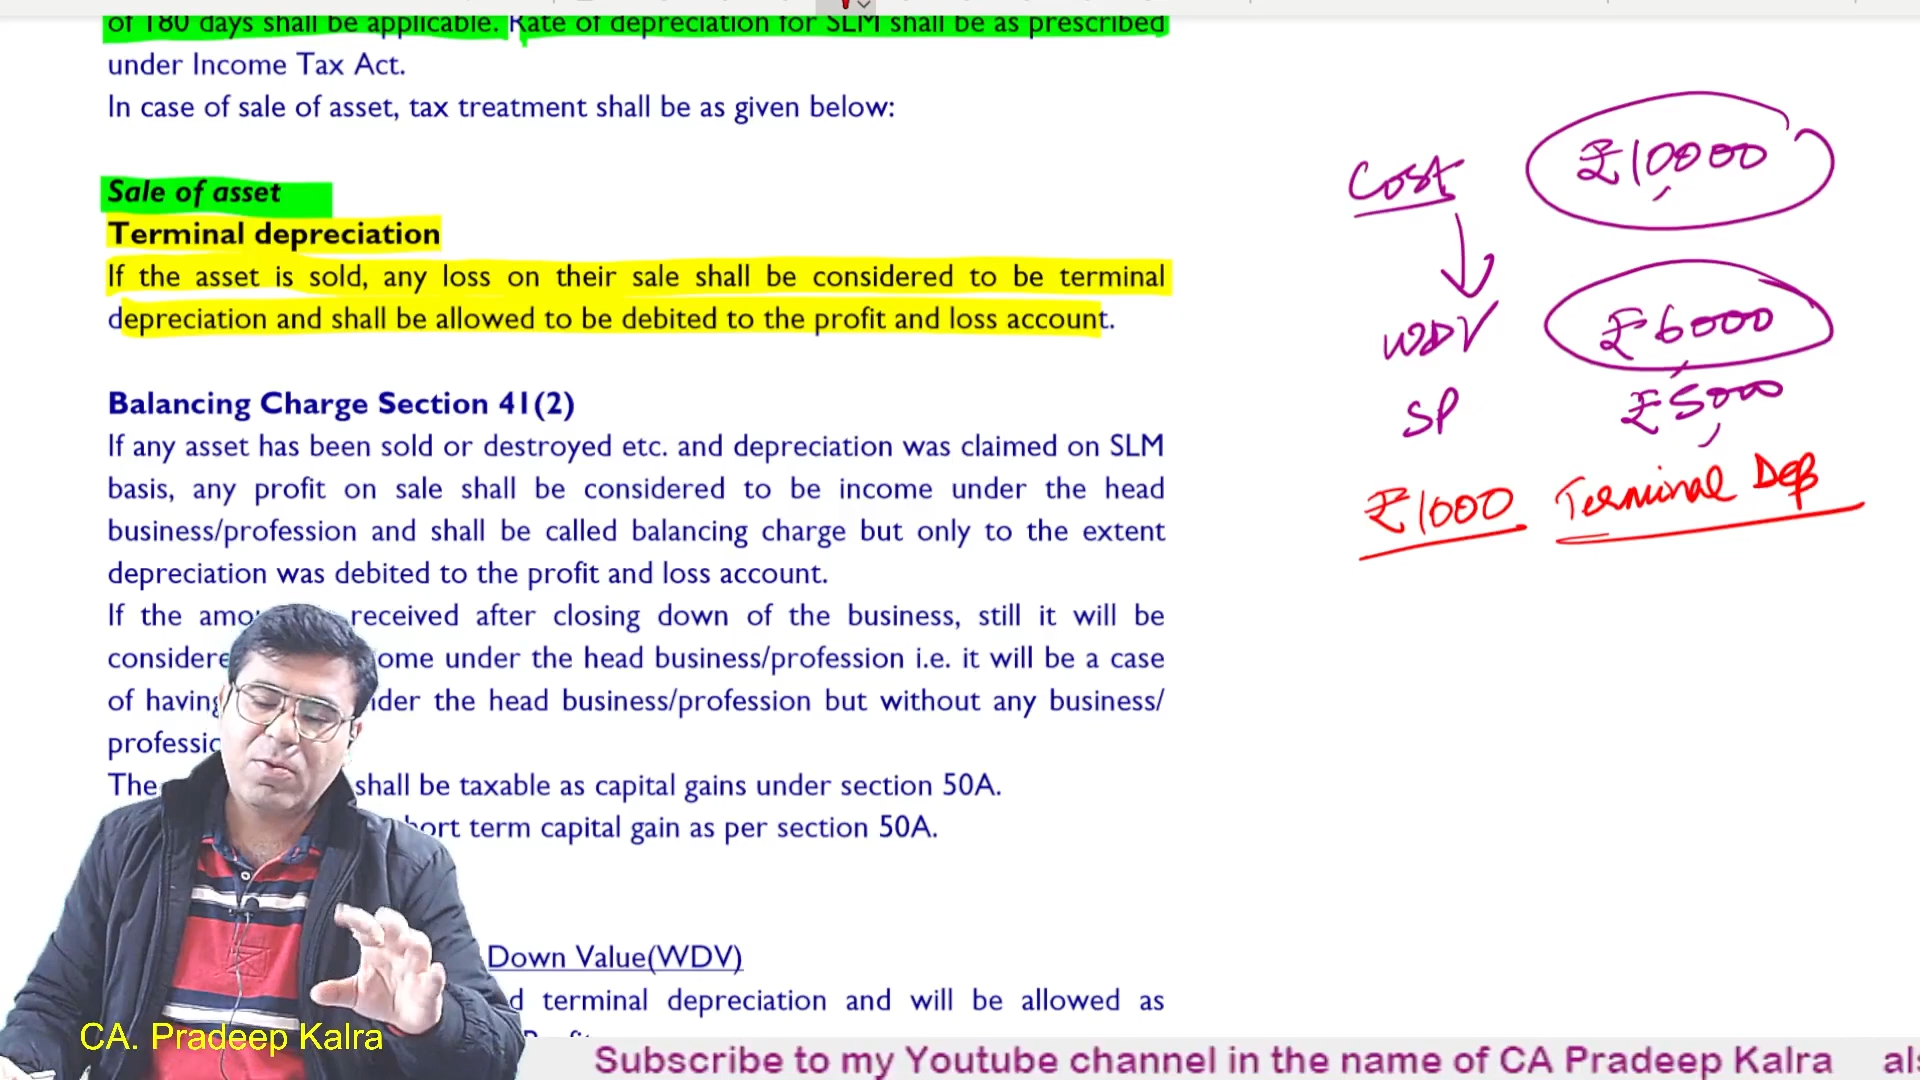 of 180 days shall be applicable. Rate of depreciation for SLM shall be as prescribed
under Income Tax Act.
In case of sale of asset, tax treatment shall be as given below:
Sale of asset
Terminal depreciation
If the asset is sold, any loss on their sale shall be considered to be terminal
depreciation and shall be allowed to be debited to the profit and loss account.
Balancing Charge Section 41(2)
If any asset has been sold or destroyed etc. and depreciation was claimed on SLM
basis, any profit on sale shall be considered to be income under the head
business/profession and shall be called balancing charge but only to the extent
depreciation was debited to the profit and loss account.
If the received after closing down of the business, still it will be
under the head business/profession i.e. it will be a case
of having the head business/profession but without any business/
The shall be taxable as capital gains under section 50A.
term capital gain as per section 50A.
Down Value(WDV)
terminal depreciation and will be allowed as
Cost ₹10,000
WDV ₹6,000
SP ₹5,000
₹1000 Terminal Dep
CA. Pradeep Kalra
Subscribe to my Youtube channel in the name of CA Pradeep Kalra